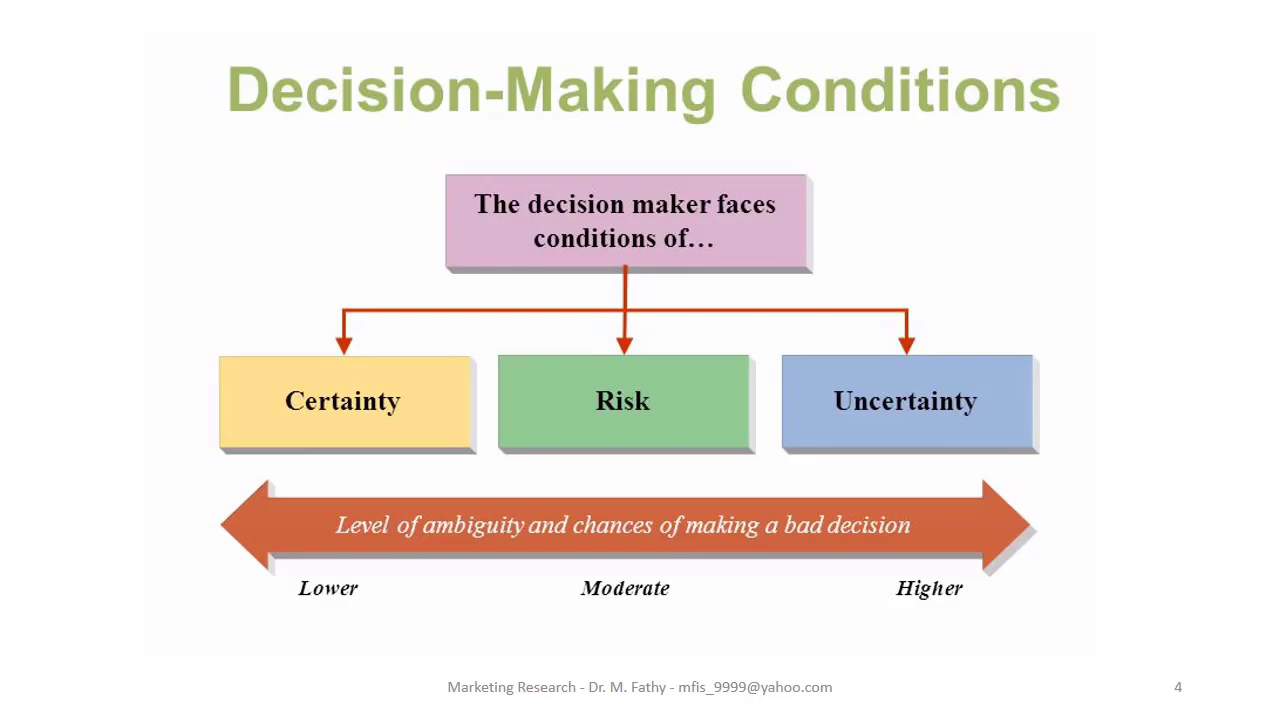 Decision-Making Conditions
The decision maker faces
conditions of…
Certainty
Risk
Uncertainty
Level of ambiguity and chances of making a bad decision
Lower
Moderate
Higher
Marketing Research - Dr. M. Fathy - mfis_9999@yahoo.com
4